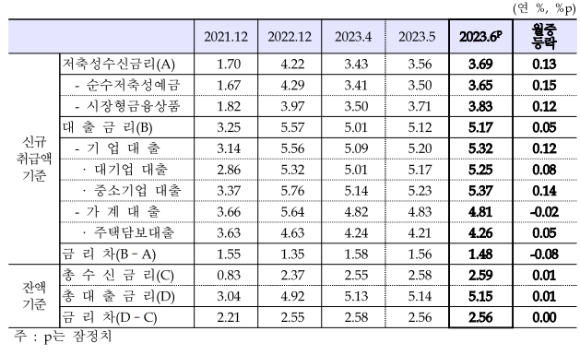 (연 %, %p)
2021.12 2022.12 2023.4 2023.5 2023.6p 월중 등락
신규 취급액 기준
저축성수신금리(A) 1.70 4.22 3.43 3.56 3.69 0.13
- 순수저축성예금 1.67 4.29 3.41 3.50 3.65 0.15
- 시장형금융상품 1.82 3.97 3.50 3.71 3.83 0.12
대 출 금 리(B) 3.25 5.57 5.01 5.12 5.17 0.05
- 기 업 대 출 3.14 5.56 5.09 5.20 5.32 0.12
· 대기업 대출 2.86 5.32 5.01 5.17 5.25 0.08
· 중소기업 대출 3.37 5.76 5.14 5.23 5.37 0.14
- 가 계 대 출 3.66 5.64 4.82 4.83 4.81 -0.02
· 주택담보대출 3.63 4.63 4.24 4.21 4.26 0.05
금 리 차(B - A) 1.55 1.35 1.58 1.56 1.48 -0.08
잔액 기준
총 수 신 금 리(C) 0.83 2.37 2.55 2.58 2.59 0.01
총 대 출 금 리(D) 3.04 4.92 5.13 5.14 5.15 0.01
금 리 차(D - C) 2.21 2.55 2.58 2.56 2.56 0.00
주 : p는 잠정치